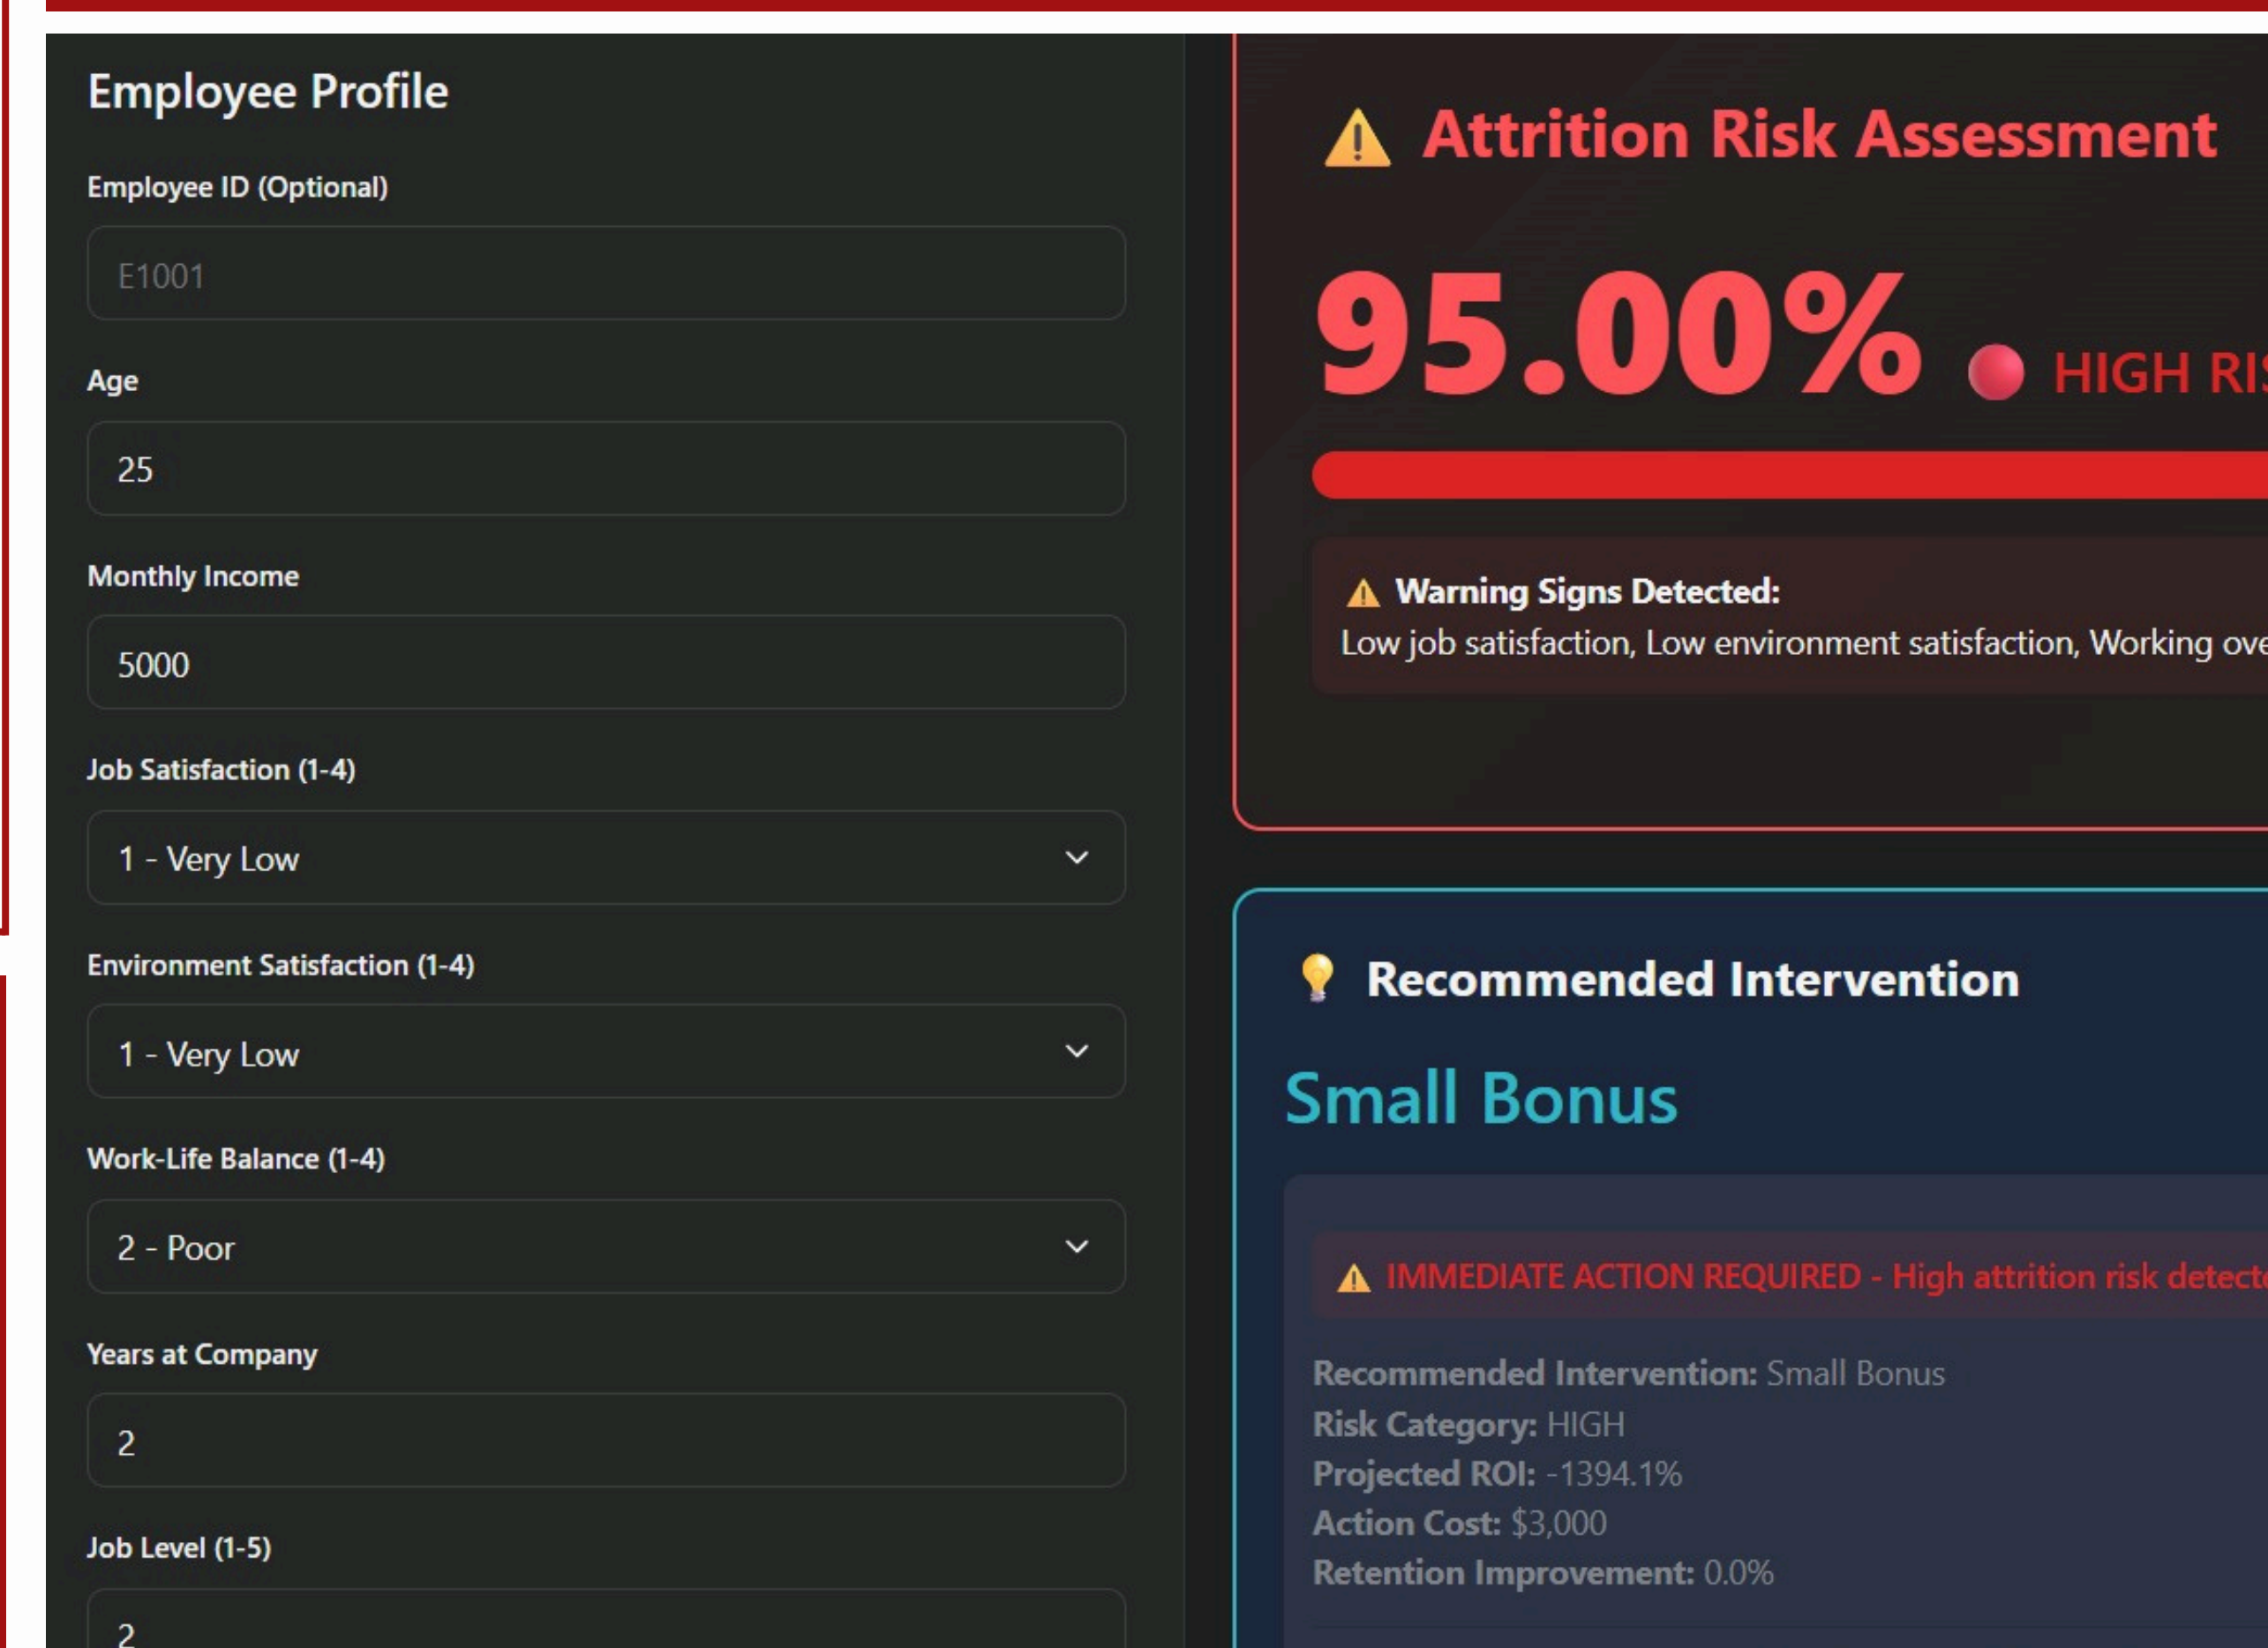 Employee Profile
Employee ID (Optional)
E1001
Age
25
Monthly Income
5000
Job Satisfaction (1-4)
1 - Very Low
Environment Satisfaction (1-4)
1 - Very Low
Work-Life Balance (1-4)
2 - Poor
Years at Company
2
Job Level (1-5)
2
Attrition Risk Assessment
95.00% HIGH RIS
Warning Signs Detected:
Low job satisfaction, Low environment satisfaction, Working ove
Recommended Intervention
Small Bonus
IMMEDIATE ACTION REQUIRED - High attrition risk detecte
Recommended Intervention: Small Bonus
Risk Category: HIGH
Projected ROI: -1394.1%
Action Cost: $3,000
Retention Improvement: 0.0%